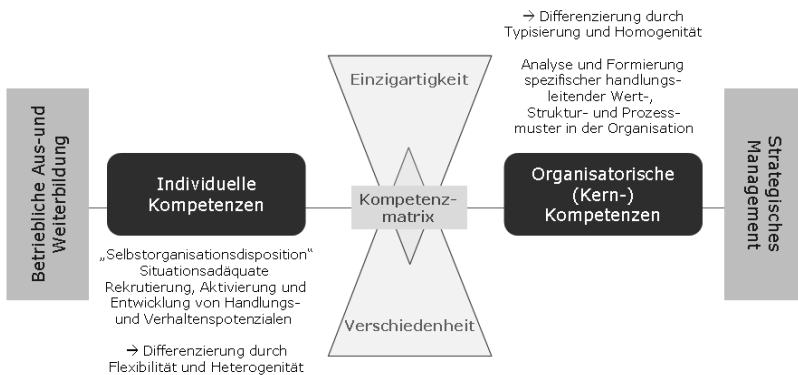 Betriebliche Aus-und
Weiterbildung
Individuelle
Kompetenzen
„Selbstorganisationsdisposition“
Situationsadäquate
Rekrutierung, Aktivierung und
Entwicklung von Handlungs-
und Verhaltenspotenzialen
→ Differenzierung durch
Flexibilität und Heterogenität
Einzigartigkeit
Kompetenz-
matrix
Verschiedenheit
→ Differenzierung durch
Typisierung und Homogenität
Analyse und Formierung
spezifischer handlungs-
leitender Wert-,
Struktur- und Prozess-
muster in der Organisation
Organisatorische
(Kern-)
Kompetenzen
Strategisches
Management